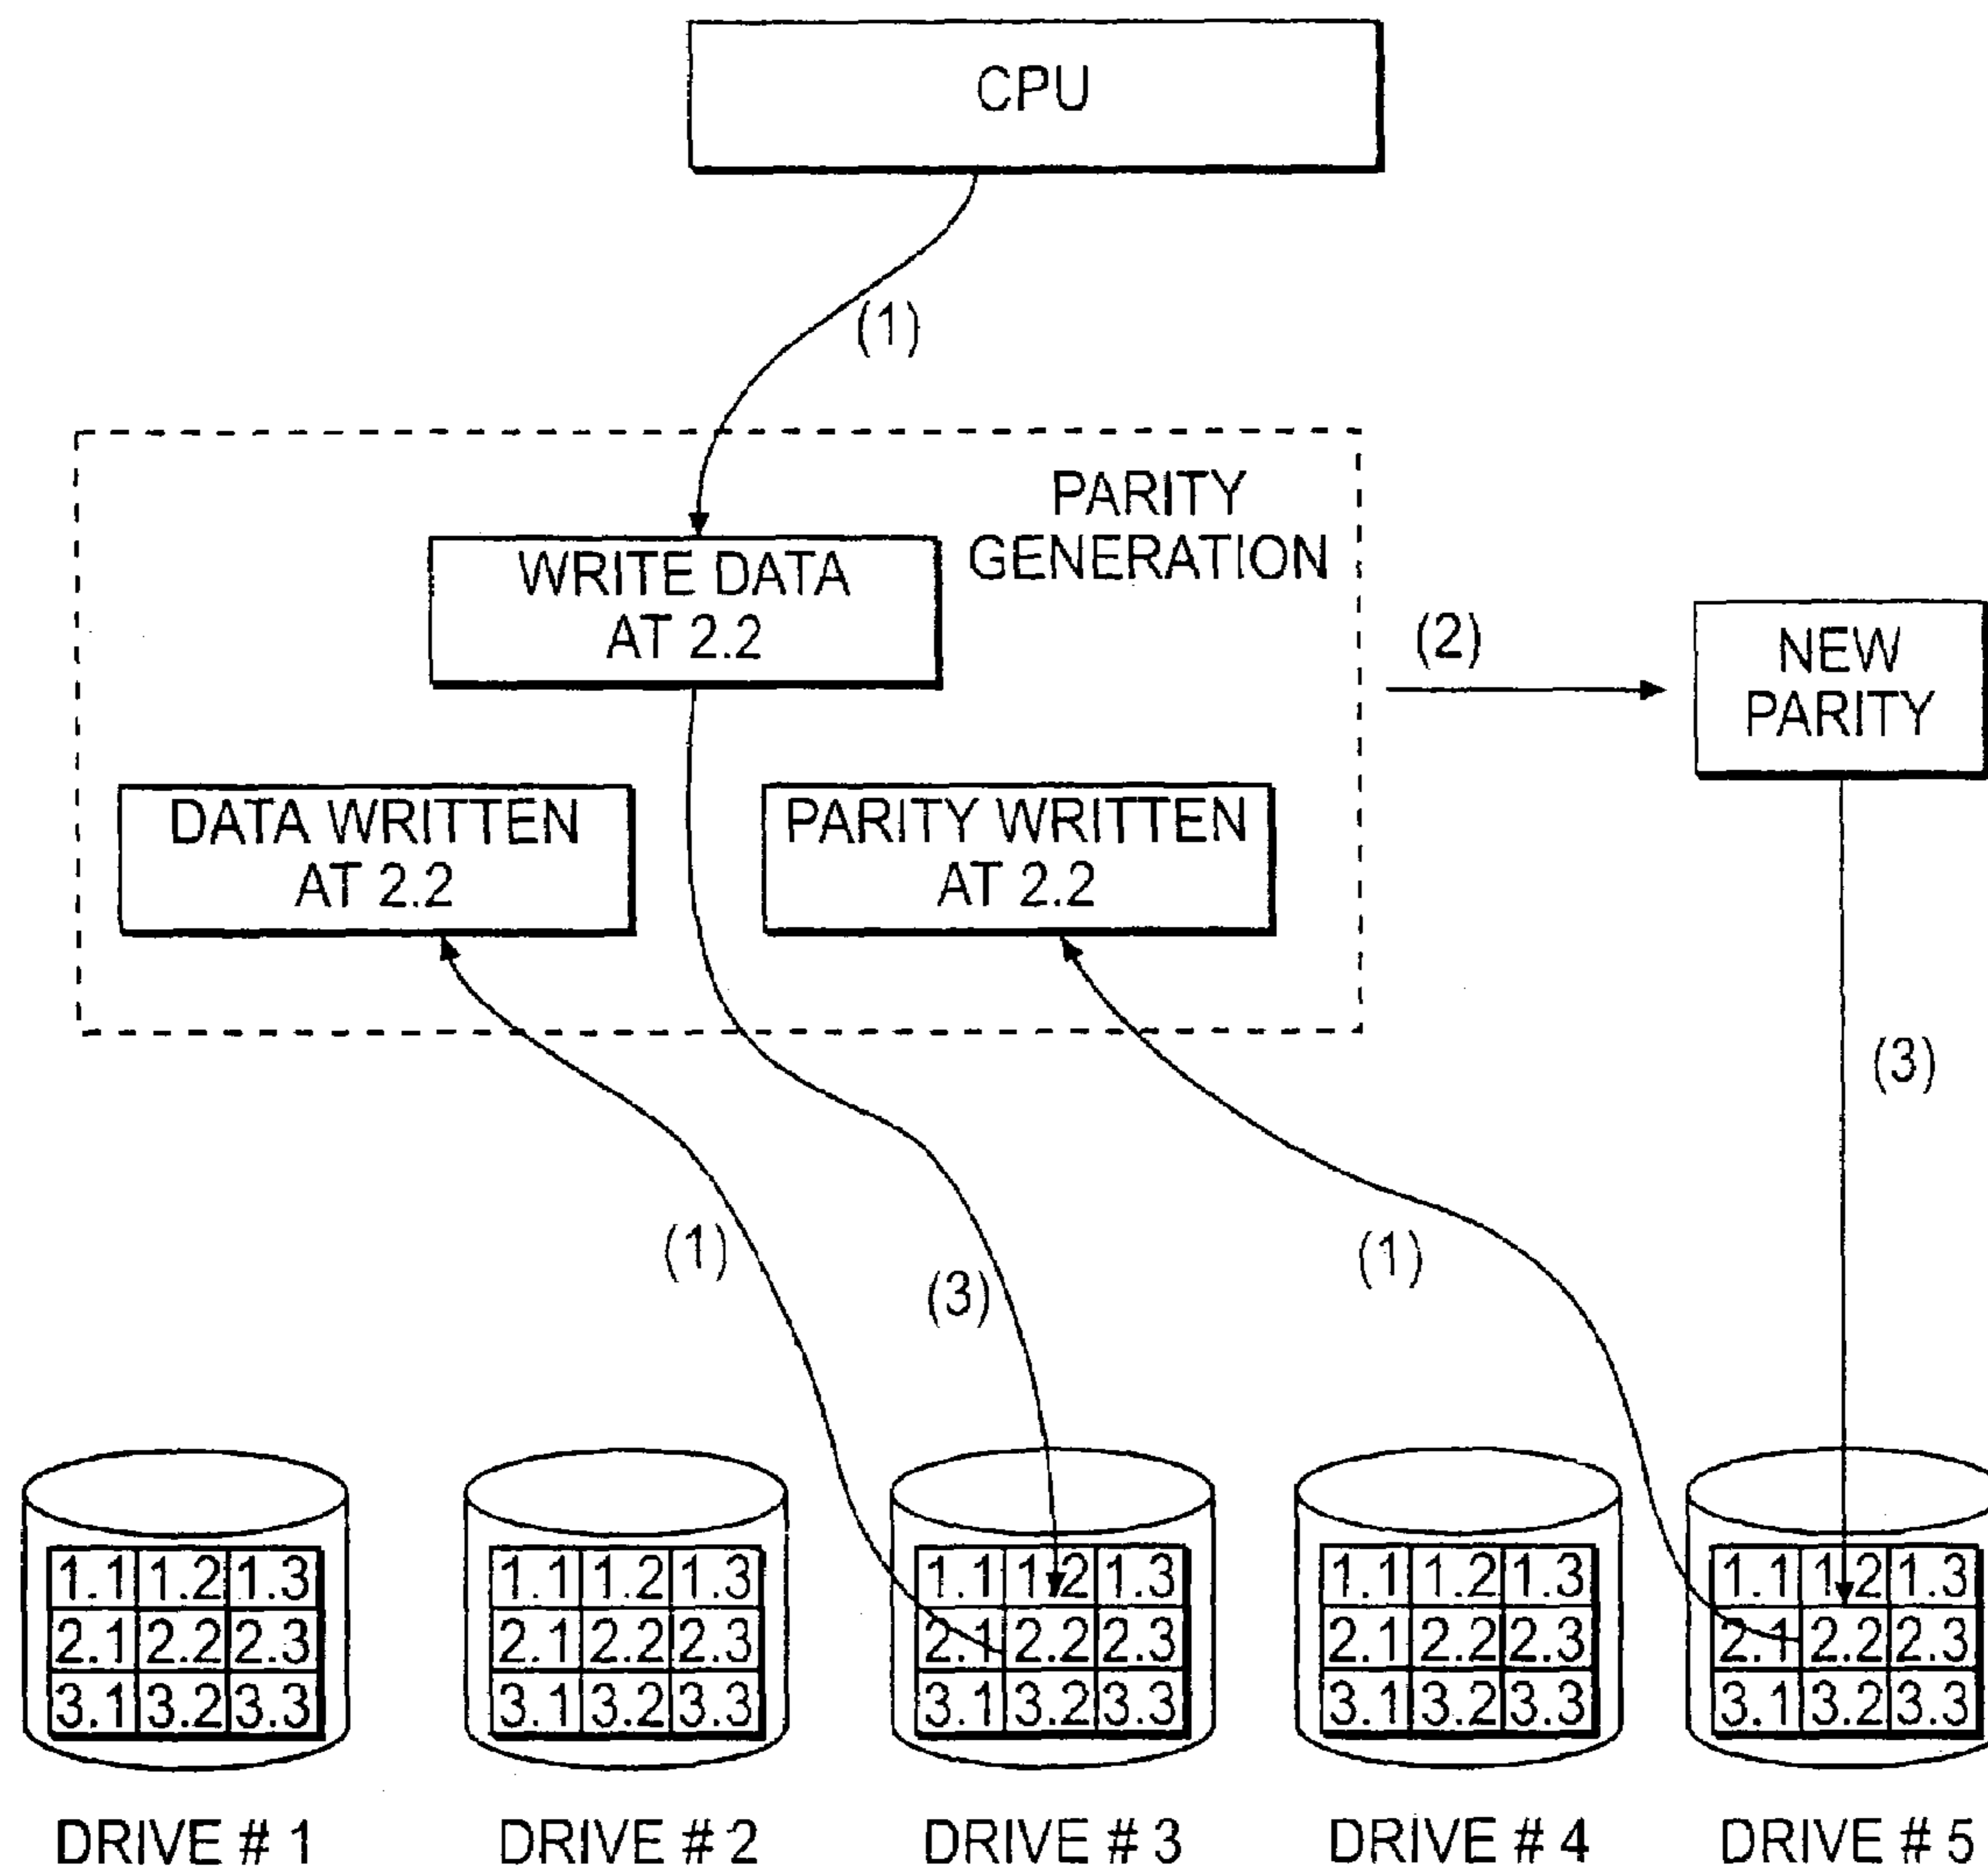 CPU
(1)
PARITY
GENERATION
WRITE DATA
AT 2.2
(2)
NEW
PARITY
DATA WRITTEN
AT 2.2
PARITY WRITTEN
AT 2.2
(3)
(1)
(3)
(1)
1.1 1.2 1.3 1.1 1.2 1.3 1.1 1.2 1.3 1.1 1.2 1.3 1.1 1.2 1.3
2.1 2.2 2.3 2.1 2.2 2.3 2.1 2.2 2.3 2.1 2.2 2.3 2.1 2.2 2.3
3.1 3.2 3.3 3.1 3.2 3.3 3.1 3.2 3.3 3.1 3.2 3.3 3.1 3.2 3.3
DRIVE # 1 DRIVE # 2 DRIVE # 3 DRIVE # 4 DRIVE # 5